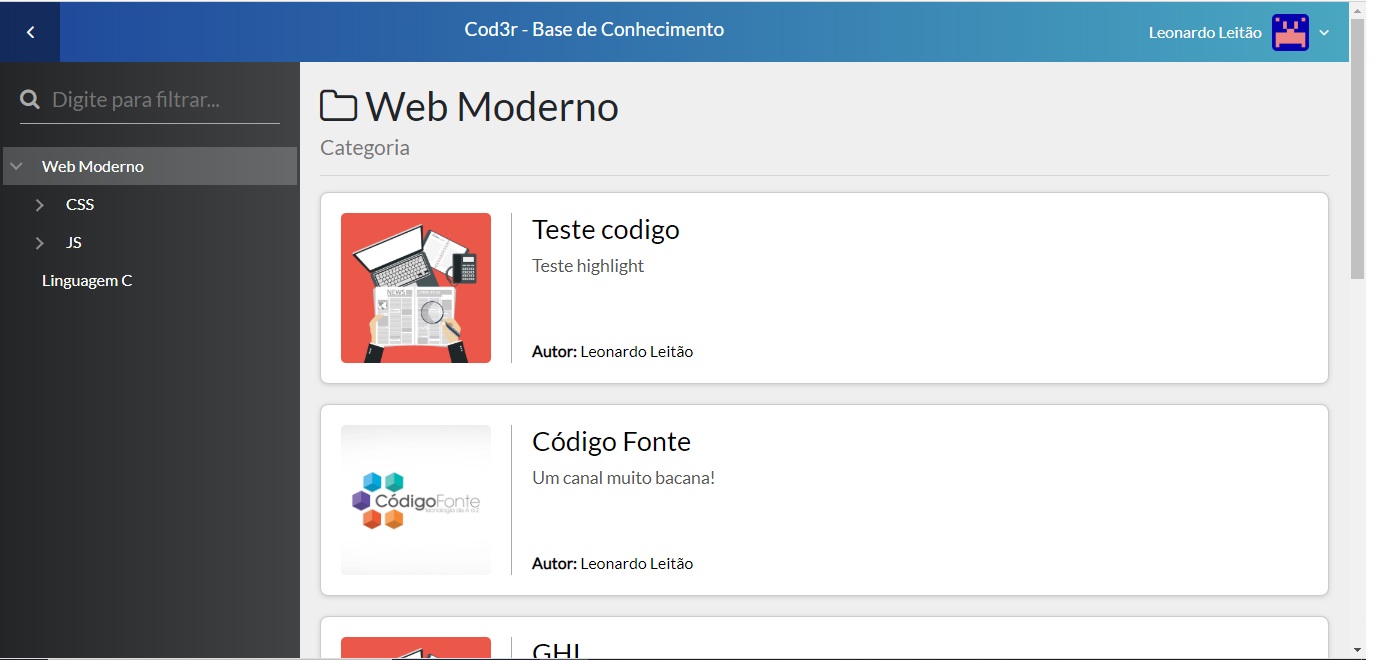 Cod3r - Base de Conhecimento
Leonardo Leitão
Digite para filtrar...
Web Moderno
CSS
JS
Linguagem C
Web Moderno
Categoria
NEWS
Teste codigo
Teste highlight
Autor: Leonardo Leitão
CódigoFonte
tecnologia de A a Z
Código Fonte
Um canal muito bacana!
Autor: Leonardo Leitão
GHI